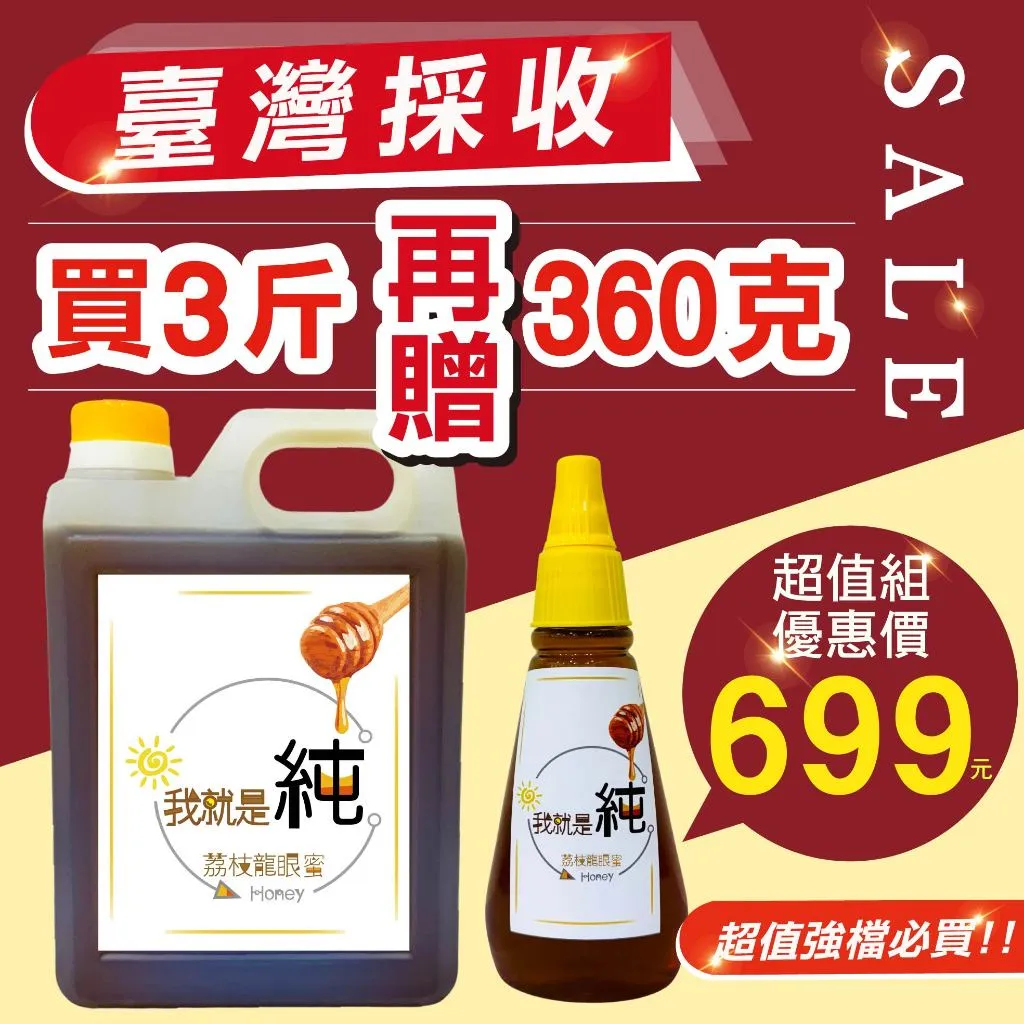 臺灣採收
SALE
買3斤
再贈
360克
超值組
優惠價
699元
我就是純
荔枝龍眼蜜
Honey
我就是純
荔枝龍眼蜜
Honey
超值強檔必買!!